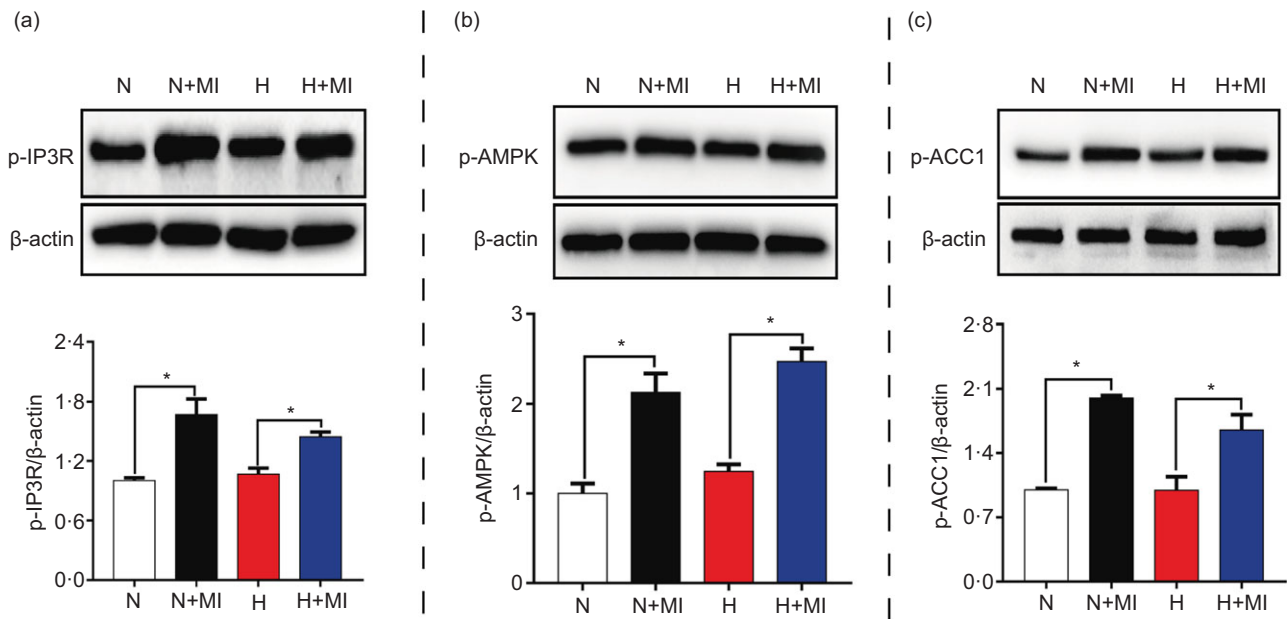 (a)
N N+MI H H+MI
p-IP3R
β-actin
2·4
1·8
1·2
0·6
0·0
p-IP3R/β-actin
*
*
N N+MI H H+MI
(b)
N N+MI H H+MI
p-AMPK
β-actin
3
2
1
0
p-AMPK/β-actin
*
*
N N+MI H H+MI
(c)
N N+MI H H+MI
p-ACC1
β-actin
2·8
2·1
1·4
0·7
0·0
p-ACC1/β-actin
*
*
N N+MI H H+MI